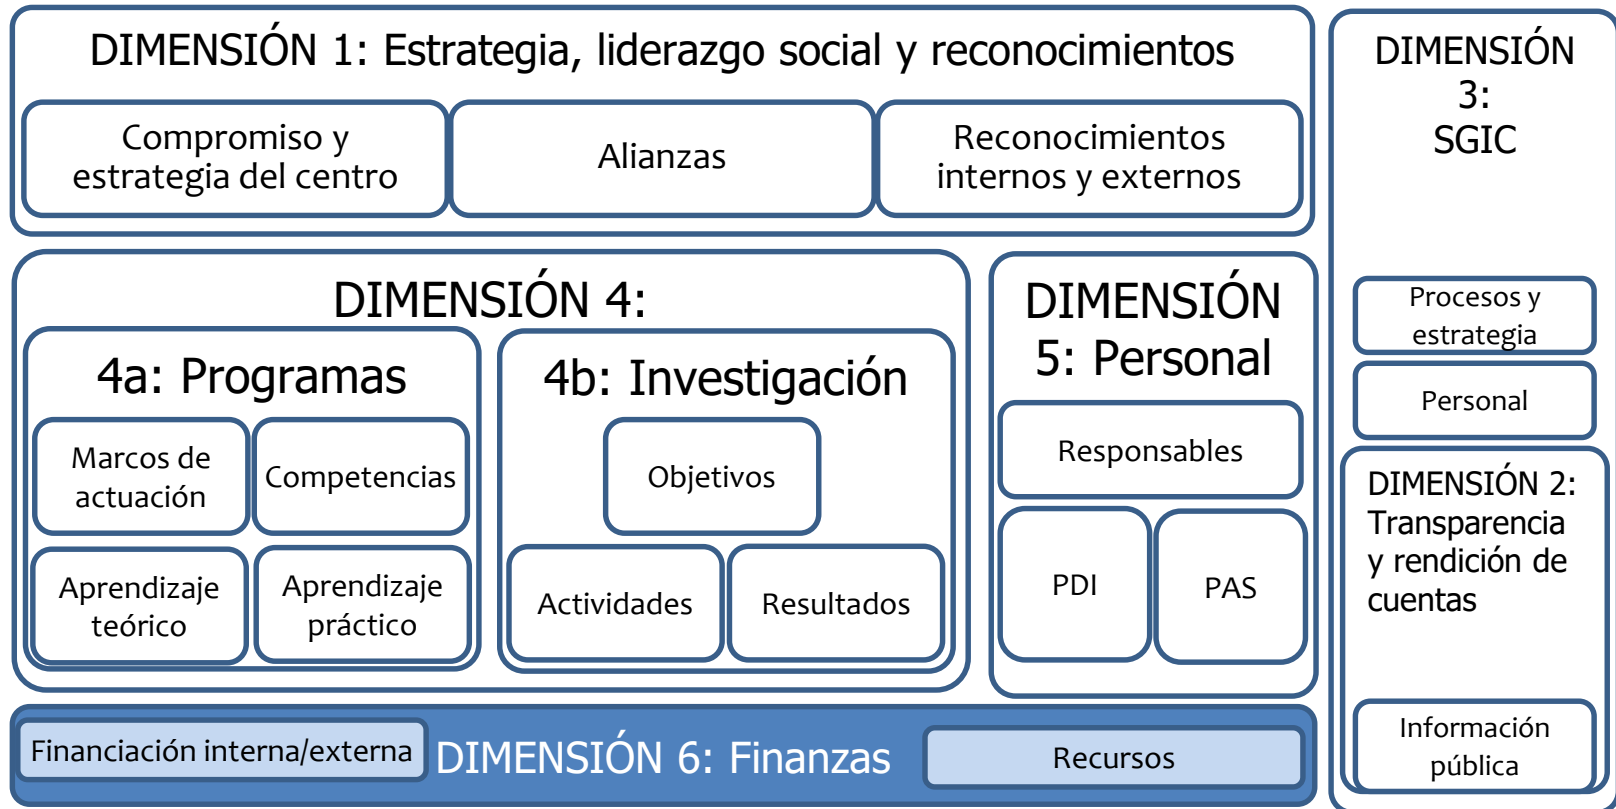 DIMENSIÓN 1: Estrategia, liderazgo social y reconocimientos
Compromiso y
estrategia del centro
Alianzas
Reconocimientos
internos y externos
DIMENSIÓN
3:
SGIC
Procesos y
estrategia
Personal
DIMENSIÓN 2:
Transparencia
y rendición de
cuentas
Información
pública
DIMENSIÓN 4:
4a: Programas
Marcos de
actuación
Competencias
Aprendizaje
teórico
Aprendizaje
práctico
4b: Investigación
Objetivos
Actividades
Resultados
DIMENSIÓN
5: Personal
Responsables
PDI
PAS
Financiación interna/externa
DIMENSIÓN 6: Finanzas
Recursos